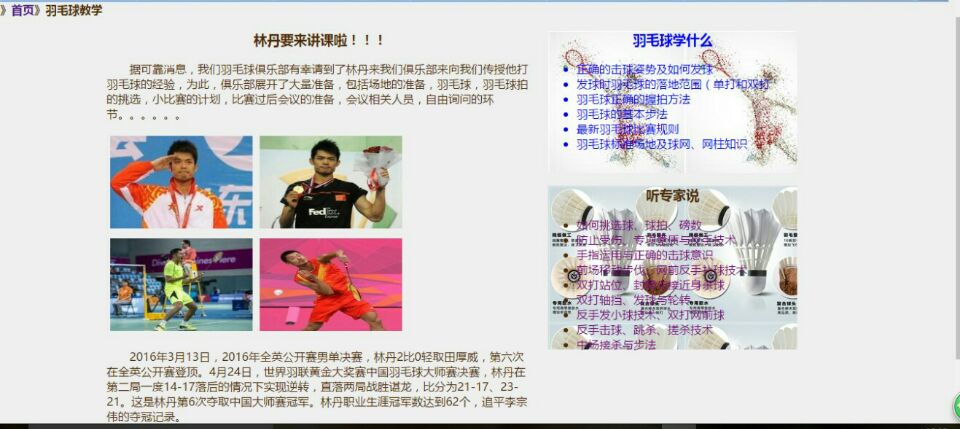 》首页》羽毛球教学
林丹要来讲课啦！！！
据可靠消息，我们羽毛球俱乐部有幸请到了林丹来我们俱乐部来向我们传授他打
羽毛球的经验，为此，俱乐部展开了大量准备，包括场地的准备，羽毛球，羽毛球拍
的挑选，小比赛的计划，比赛过后会议的准备，会议相关人员，自由询问的环
节。。。。。。
FedEx
2016年3月13日，2016年全英公开赛男单决赛，林丹2比0轻取田厚威，第六次
在全英公开赛登顶。4月24日，世界羽联黄金大奖赛中国羽毛球大师赛决赛，林丹在
第二局一度14-17落后的情况下实现逆转，直落两局战胜谌龙，比分为21-17、23-
21。这是林丹第6次夺取中国大师赛冠军。林丹职业生涯冠军数达到62个，追平李宗
伟的夺冠记录。
羽毛球学什么
正确的击球姿势及如何发球
发球时羽毛球的落地范围（单打和双打
羽毛球正确的握拍方法
羽毛球的基本步法
最新羽毛球比赛规则
羽毛球标准场地及球网、网柱知识
听专家说
如何挑选球、球拍、磅数
防止受伤、专项
手指运用与正确的击球意识
前场移动步伐、网前反手扑球技术
双打站位、封网与接近身杀球
双打轴挡、发球与轮转
反手发小球技术、双打网前球
反手击球、跳杀、搓杀技术
中场接杀与步法